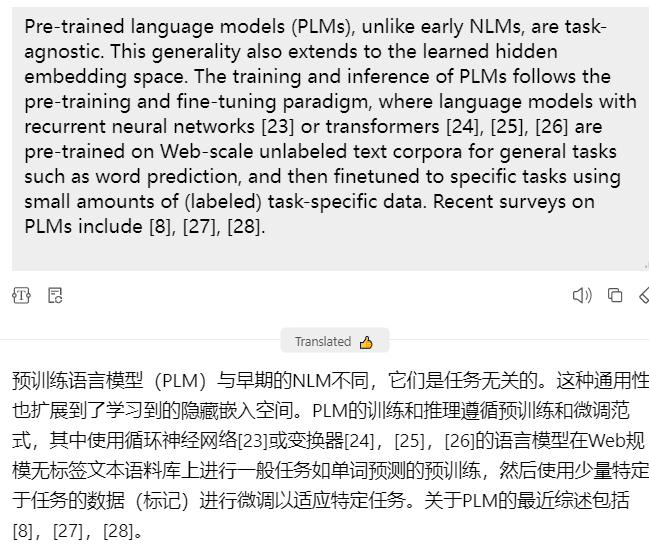 Pre-trained language models (PLMs), unlike early NLMs, are task-
agnostic. This generality also extends to the learned hidden
embedding space. The training and inference of PLMs follows the
pre-training and fine-tuning paradigm, where language models with
recurrent neural networks [23] or transformers [24], [25], [26] are
pre-trained on Web-scale unlabeled text corpora for general tasks
such as word prediction, and then finetuned to specific tasks using
small amounts of (labeled) task-specific data. Recent surveys on
PLMs include [8], [27], [28].
Translated 👍
预训练语言模型（PLM）与早期的NLM不同，它们是任务无关的。这种通用性
也扩展到了学习到的隐藏嵌入空间。PLM的训练和推理遵循预训练和微调范
式，其中使用循环神经网络[23]或变换器[24]，[25]，[26]的语言模型在Web规
模无标签文本语料库上进行一般任务如单词预测的预训练，然后使用少量特定
于任务的数据（标记）进行微调以适应特定任务。关于PLM的最近综述包括
[8]，[27]，[28]。